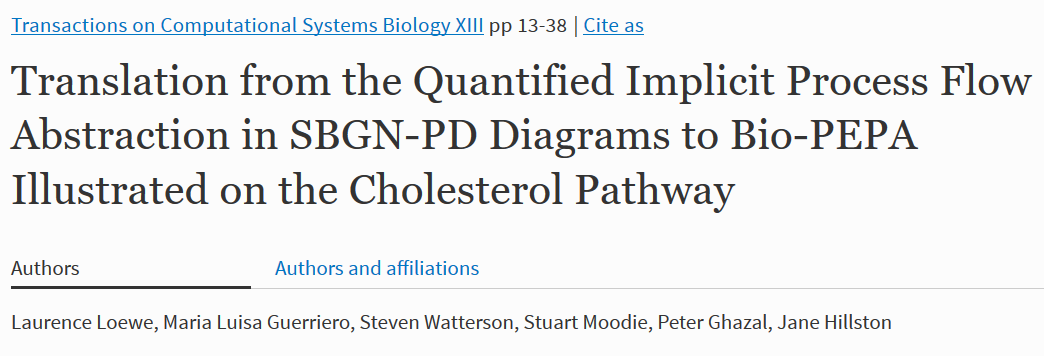 Transactions on Computational Systems Biology XIII pp 13-38 | Cite as
Translation from the Quantified Implicit Process Flow
Abstraction in SBGN-PD Diagrams to Bio-PEPA
Illustrated on the Cholesterol Pathway
Authors Authors and affiliations
Laurence Loewe, Maria Luisa Guerriero, Steven Watterson, Stuart Moodie, Peter Ghazal, Jane Hillston